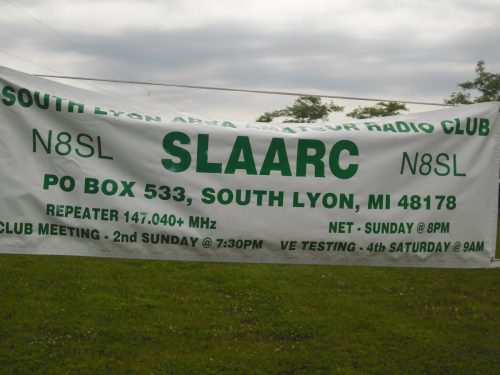 SOUTH LYON AREA AMATEUR RADIO CLUB
N8SL SLAARC N8SL
PO BOX 533, SOUTH LYON, MI 48178
REPEATER 147.040+ MHz NET - SUNDAY @ 8PM
CLUB MEETING - 2nd SUNDAY @ 7:30PM VE TESTING - 4th SATURDAY @ 9AM